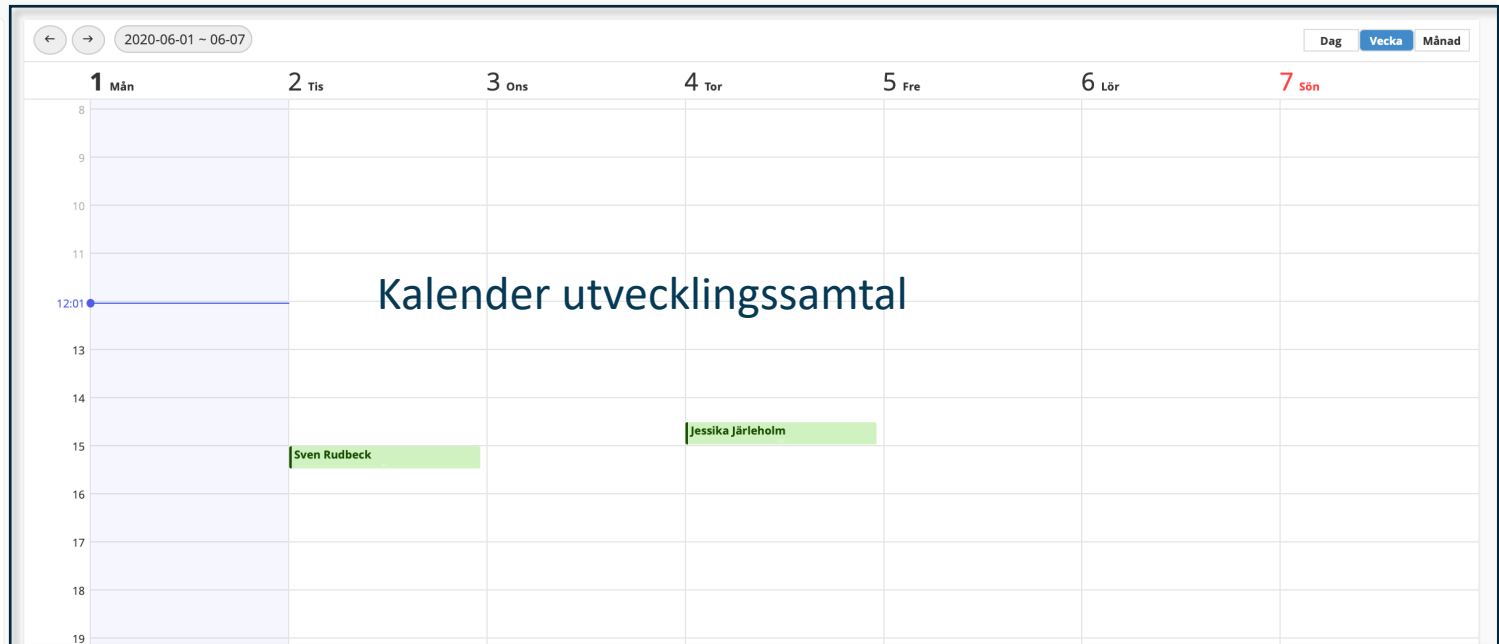 ← → 2020-06-01 ~ 06-07 Dag Vecka Månad
1 Mån 2 Tis 3 Ons 4 Tor 5 Fre 6 Lör 7 Sön
8
9
10
11
Kalender utvecklingssamtal
12:01
13
14
Jessika Järleholm
15
Sven Rudbeck
16
17
18
19